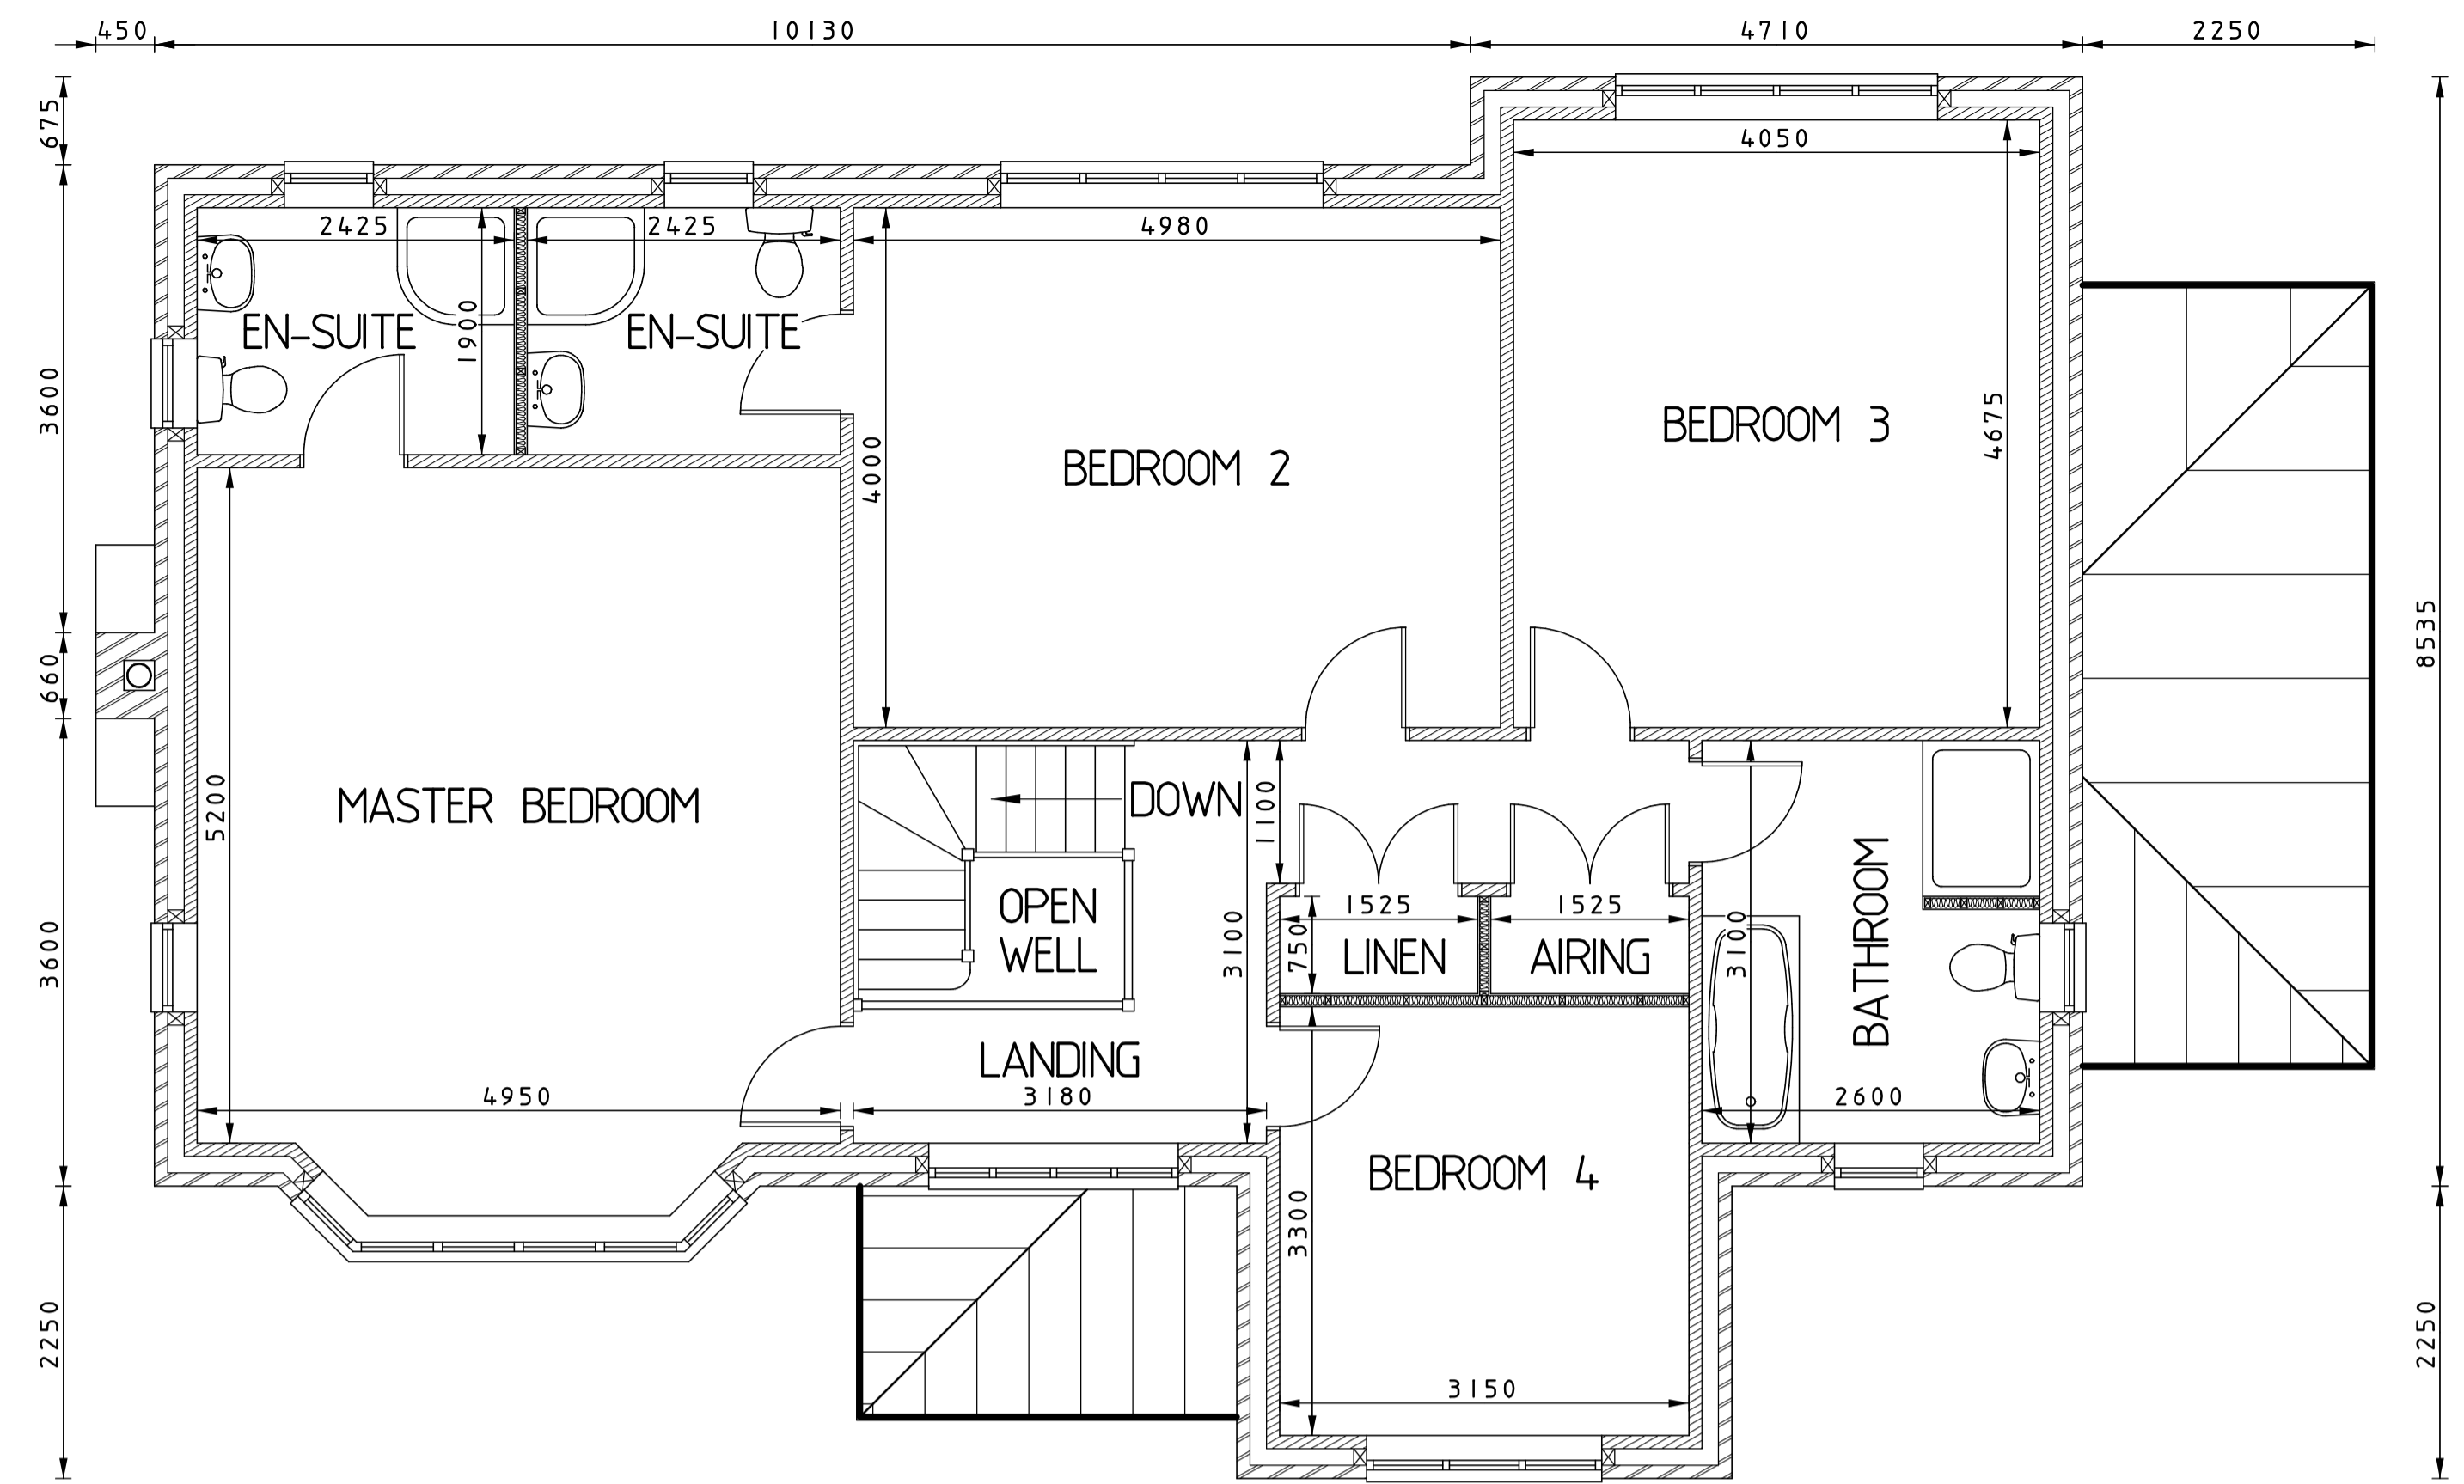 450
10130
4710
2250
675
4050
2425
2425
4980
EN-SUITE
1900
EN-SUITE
3600
4675
BEDROOM 3
4000
BEDROOM 2
8535
660
5200
MASTER BEDROOM
DOWN
1100
OPEN
WELL
1525
1525
3600
3100
750
LINEN
AIRING
3100
BATHROOM
LANDING
4950
3180
2600
BEDROOM 4
3300
2250
2250
3150